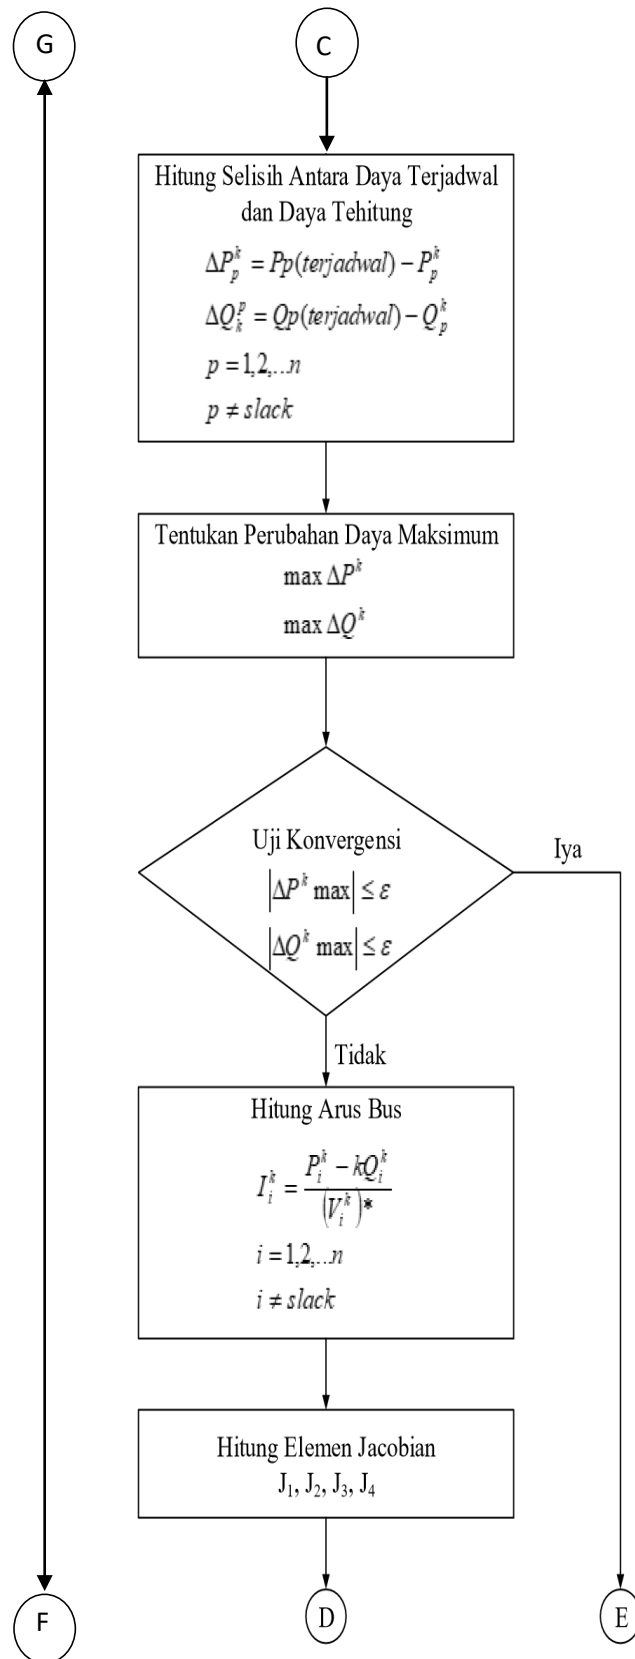 G
C
Hitung Selisih Antara Daya Terjadwal
dan Daya Tehitung
ΔP_p^k = Pp(terjadwal) − P_p^k
ΔQ_k^p = Qp(terjadwal) − Q_p^k
p = 1,2,...n
p ≠ slack
Tentukan Perubahan Daya Maksimum
max ΔP^k
max ΔQ^k
Uji Konvergensi
|ΔP^k max| ≤ ε
|ΔQ^k max| ≤ ε
Iya
Tidak
Hitung Arus Bus
I_i^k = (P_i^k − kQ_i^k) / (V_i^k)*
i = 1,2,...n
i ≠ slack
Hitung Elemen Jacobian
J₁, J₂, J₃, J₄
F
D
E